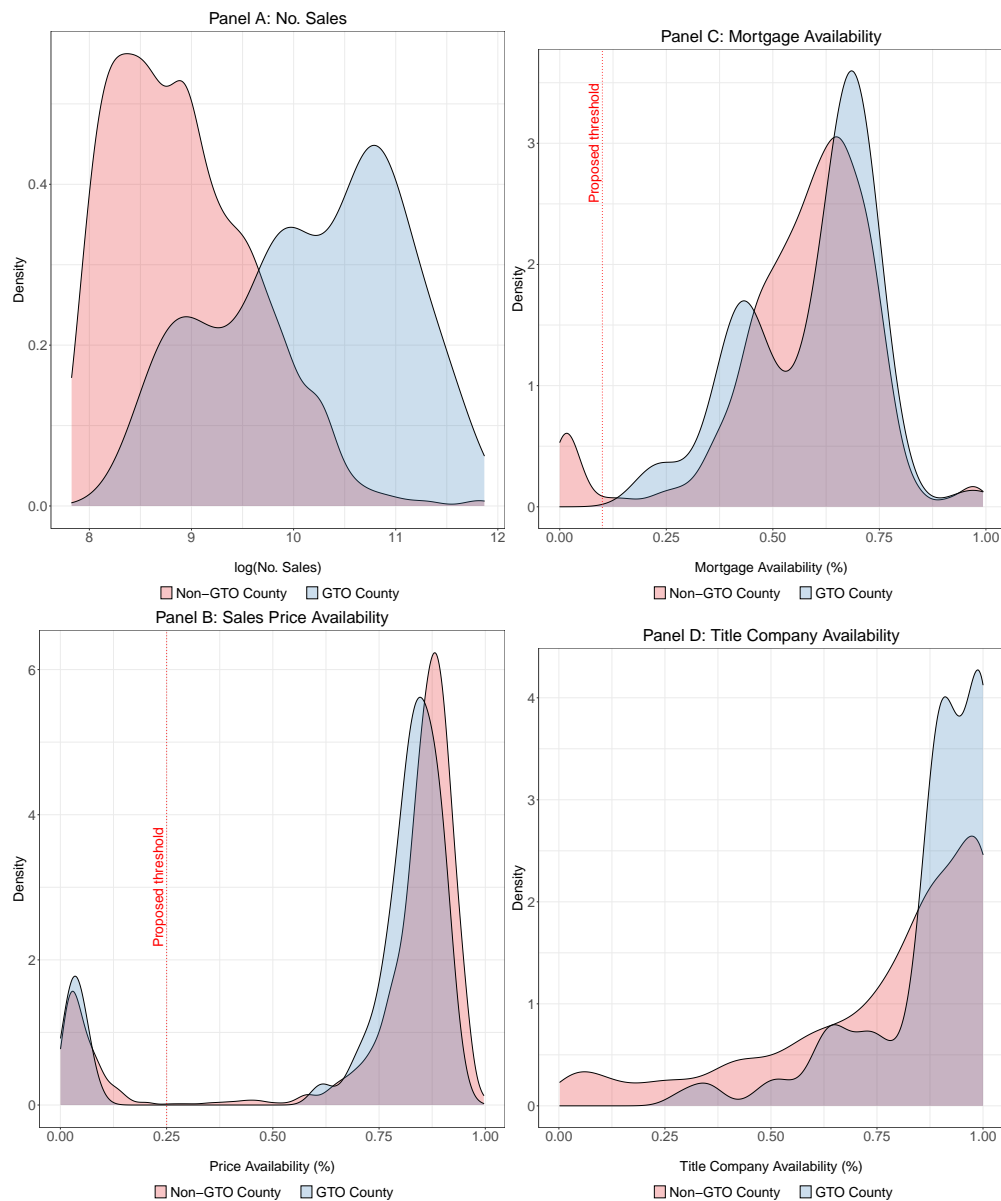 Panel A: No. Sales
Density
0.4
0.2
0.0
8
9
10
11
12
log(No. Sales)
Non−GTO County
GTO County
Panel C: Mortgage Availability
Proposed threshold
Density
3
2
1
0
0.00
0.25
0.50
0.75
1.00
Mortgage Availability (%)
Non−GTO County
GTO County
Panel B: Sales Price Availability
Proposed threshold
Density
6
4
2
0
0.00
0.25
0.50
0.75
1.00
Price Availability (%)
Non−GTO County
GTO County
Panel D: Title Company Availability
Density
4
3
2
1
0
0.00
0.25
0.50
0.75
1.00
Title Company Availability (%)
Non−GTO County
GTO County